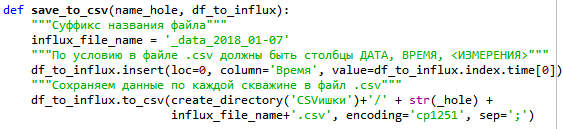 def save_to_csv(name_hole, df_to_influx):
"""Суффикс названия файла"""
influx_file_name = '_data_2018_01-07'
"""По условию в файле .csv должны быть столбцы ДАТА, ВРЕМЯ, <ИЗМЕРЕНИЯ>"""
df_to_influx.insert(loc=0, column='Время', value=df_to_influx.index.time[0])
"""Сохраняем данные по каждой скважине в файл .csv"""
df_to_influx.to_csv(create_directory('CSVишки')+'/' + str(_hole) +
influx_file_name+'.csv', encoding='cp1251', sep=';')